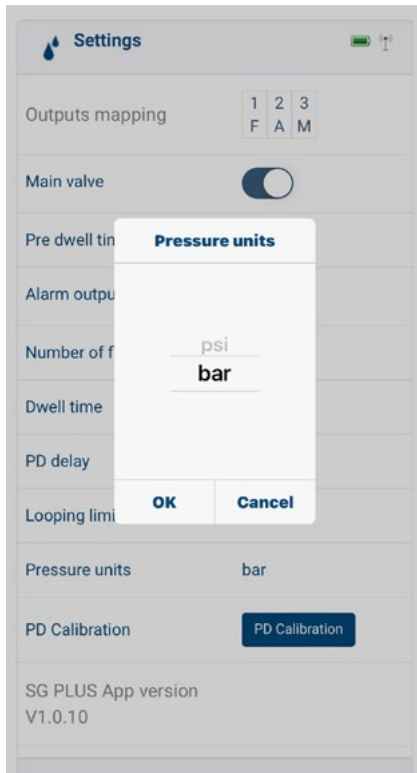 Settings
Outputs mapping
1 2 3
F A M
Main valve
Pre dwell tin
Pressure units
Alarm outpu
Number of f
psi
bar
Dwell time
PD delay
OK Cancel
Looping limi
Pressure units bar
PD Calibration PD Calibration
SG PLUS App version
V1.0.10